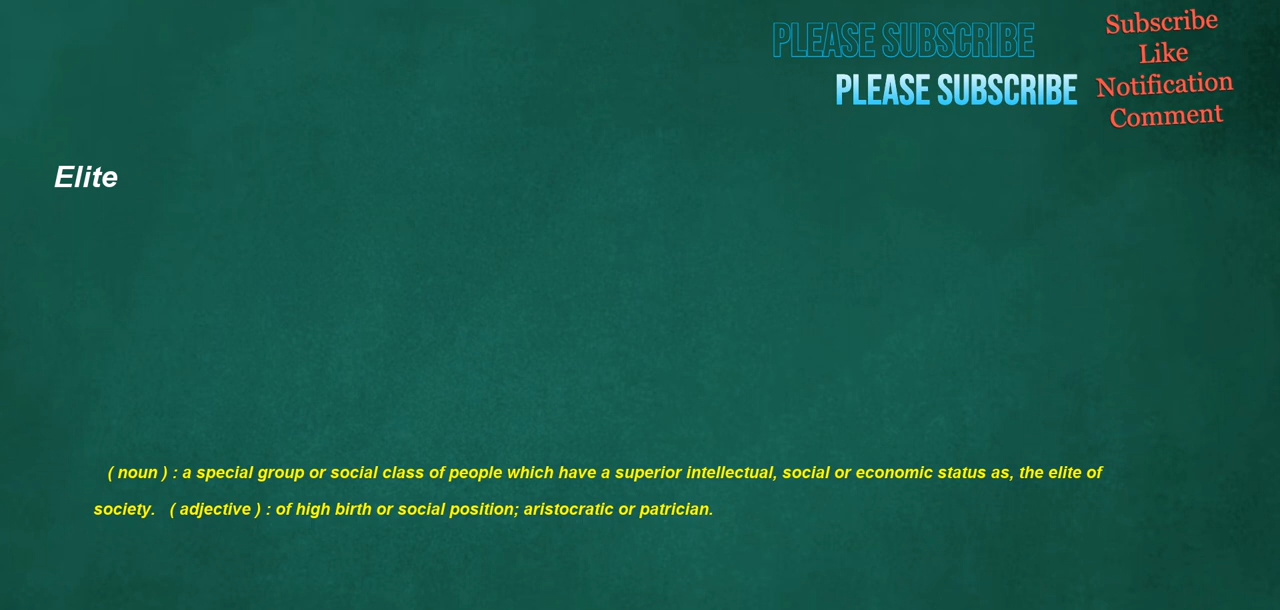 PLEASE SUBSCRIBE
PLEASE SUBSCRIBE
Subscribe
Like
Notification
Comment
Elite
( noun ) : a special group or social class of people which have a superior intellectual, social or economic status as, the elite of
society. ( adjective ) : of high birth or social position; aristocratic or patrician.